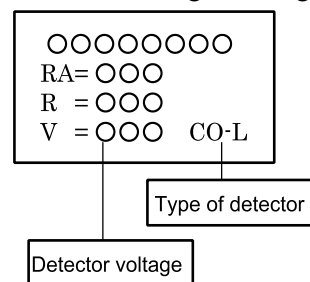 ○○○○○○○○
RA=○○○
R =○○○
V =○○○ CO-L
Type of detector
Detector voltage